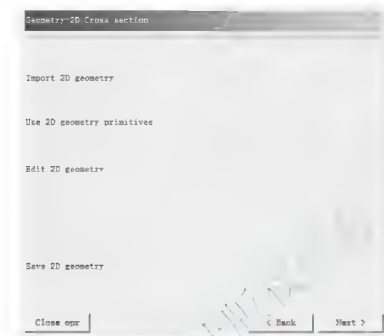 Geometry-2D Cross section
Import 2D geometry
Use 2D geometry primitives
Edit 2D geometry
Save 2D geometry
Close opr
< Back
Next >